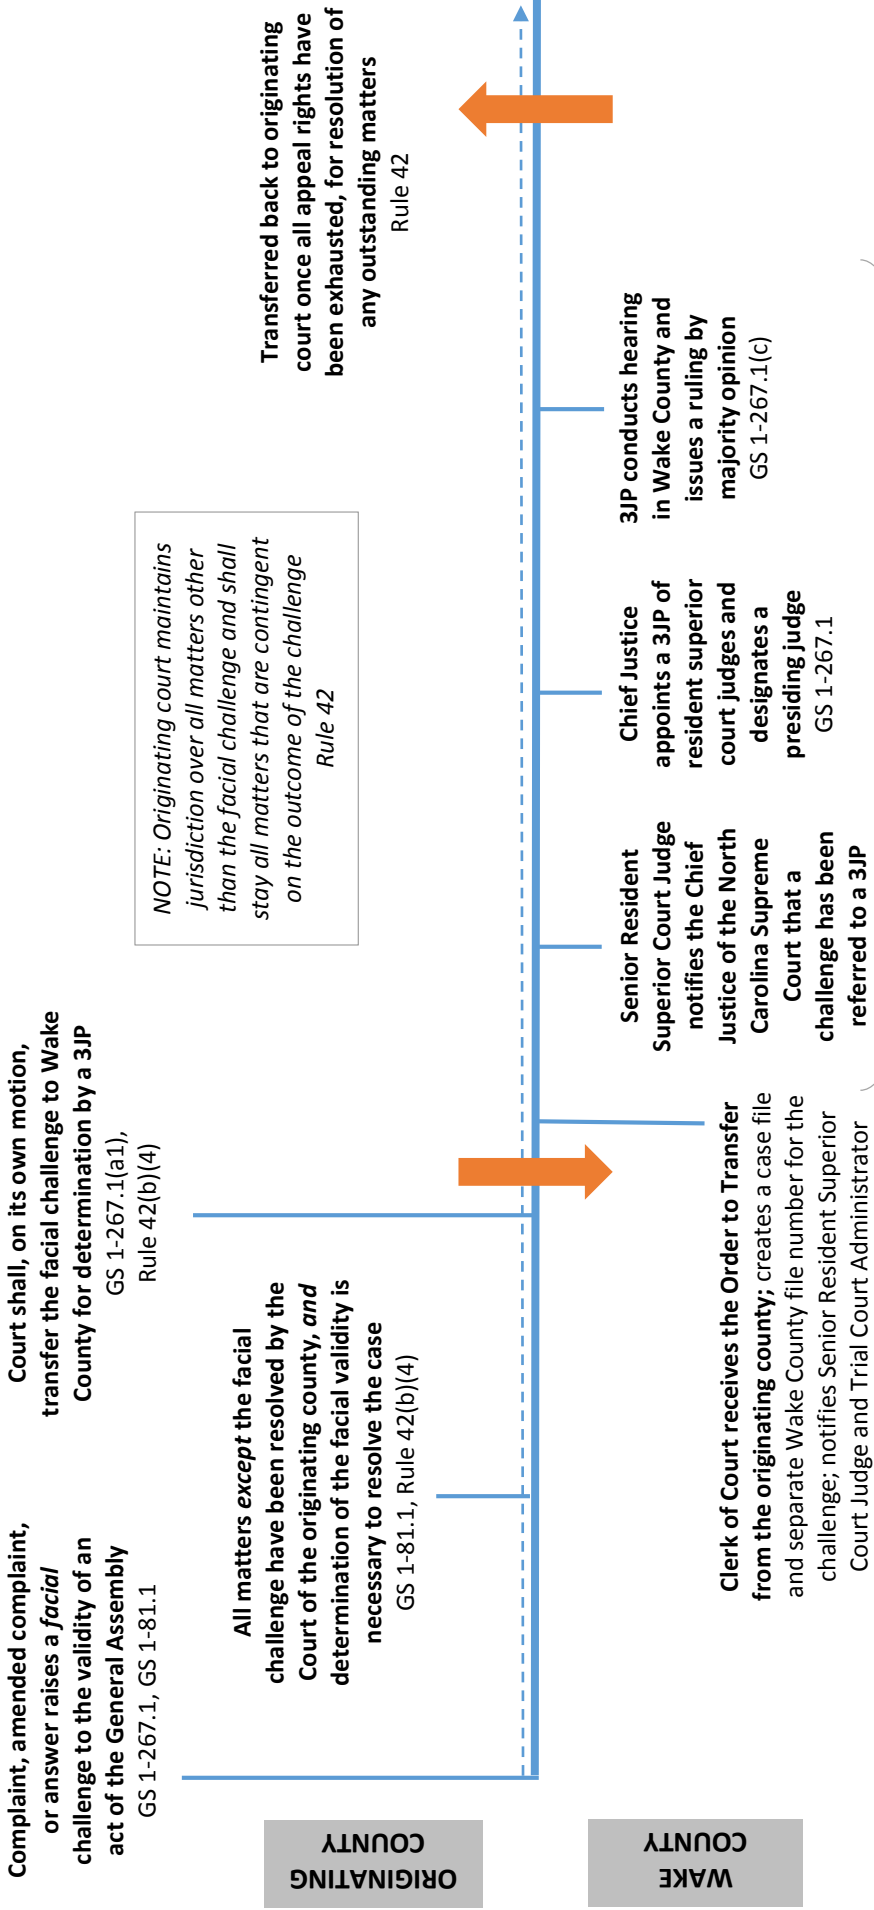 Complaint, amended complaint,
or answer raises a facial
challenge to the validity of an
act of the General Assembly
GS 1-267.1, GS 1-81.1
All matters except the facial
challenge have been resolved by the
Court of the originating county, and
determination of the facial validity is
necessary to resolve the case
GS 1-81.1, Rule 42(b)(4)
Court shall, on its own motion,
transfer the facial challenge to Wake
County for determination by a 3JP
GS 1-267.1(a1),
Rule 42(b)(4)
NOTE: Originating court maintains
jurisdiction over all matters other
than the facial challenge and shall
stay all matters that are contingent
on the outcome of the challenge
Rule 42
Transferred back to originating
court once all appeal rights have
been exhausted, for resolution of
any outstanding matters
Rule 42
ORIGINATING
COUNTY
WAKE
COUNTY
Clerk of Court receives the Order to Transfer
from the originating county; creates a case file
and separate Wake County file number for the
challenge; notifies Senior Resident Superior
Court Judge and Trial Court Administrator
Senior Resident
Superior Court Judge
notifies the Chief
Justice of the North
Carolina Supreme
Court that a
challenge has been
referred to a 3JP
Chief Justice
appoints a 3JP of
resident superior
court judges and
designates a
presiding judge
GS 1-267.1
3JP conducts hearing
in Wake County and
issues a ruling by
majority opinion
GS 1-267.1(c)